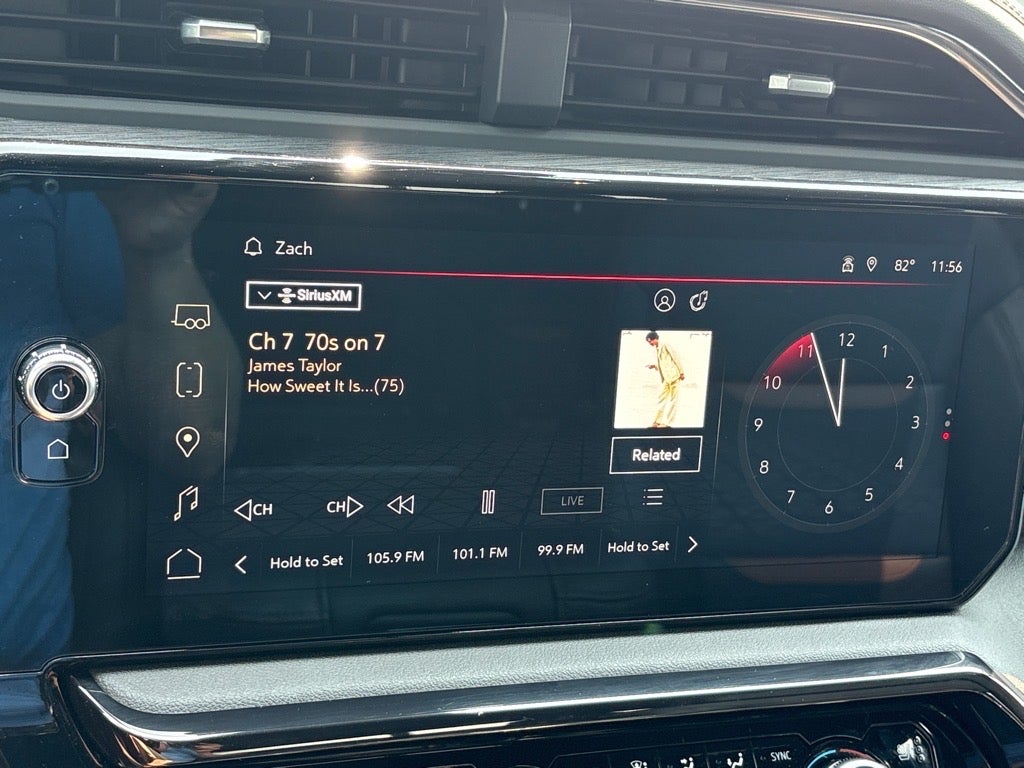 Zach
82° 11:56
SiriusXM
Ch 7 70s on 7
James Taylor
How Sweet It Is...(75)
Related
12
1
2
3
4
5
6
7
8
9
10
11
CH
CH
LIVE
Hold to Set
105.9 FM
101.1 FM
99.9 FM
Hold to Set
SYNC